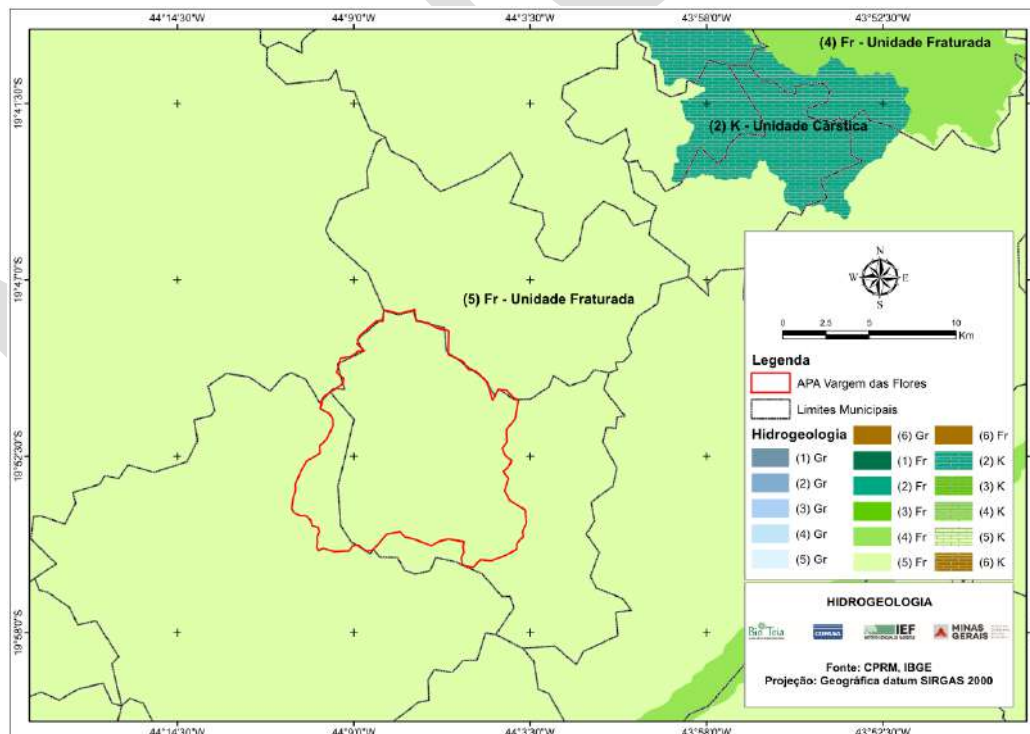 44°14'30"W 44°9'0"W 44°3'30"W 43°58'0"W 43°52'30"W
(4) Fr - Unidade Fraturada
19°41'30"S 19°41'30"S
(2) K - Unidade Cárstica
19°47'0"S
(5) Fr - Unidade Fraturada
N
W E
S
0 2.5 5 10
Km
Legenda
APA Vargem das Flores
Limites Municipais
Hidrogeologia
(6) Gr (6) Fr
(1) Gr (1) Fr (2) K
(2) Gr (2) Fr (3) K
(3) Gr (3) Fr (4) K
(4) Gr (4) Fr (5) K
(5) Gr (5) Fr (6) K
19°52'30"S
HIDROGEOLOGIA
BioTeia
IEF
MINAS
GERAIS
Fonte: CPRM, IBGE
Projeção: Geográfica datum SIRGAS 2000
19°58'0"S
44°14'30"W 44°9'0"W 44°3'30"W 43°58'0"W 43°52'30"W